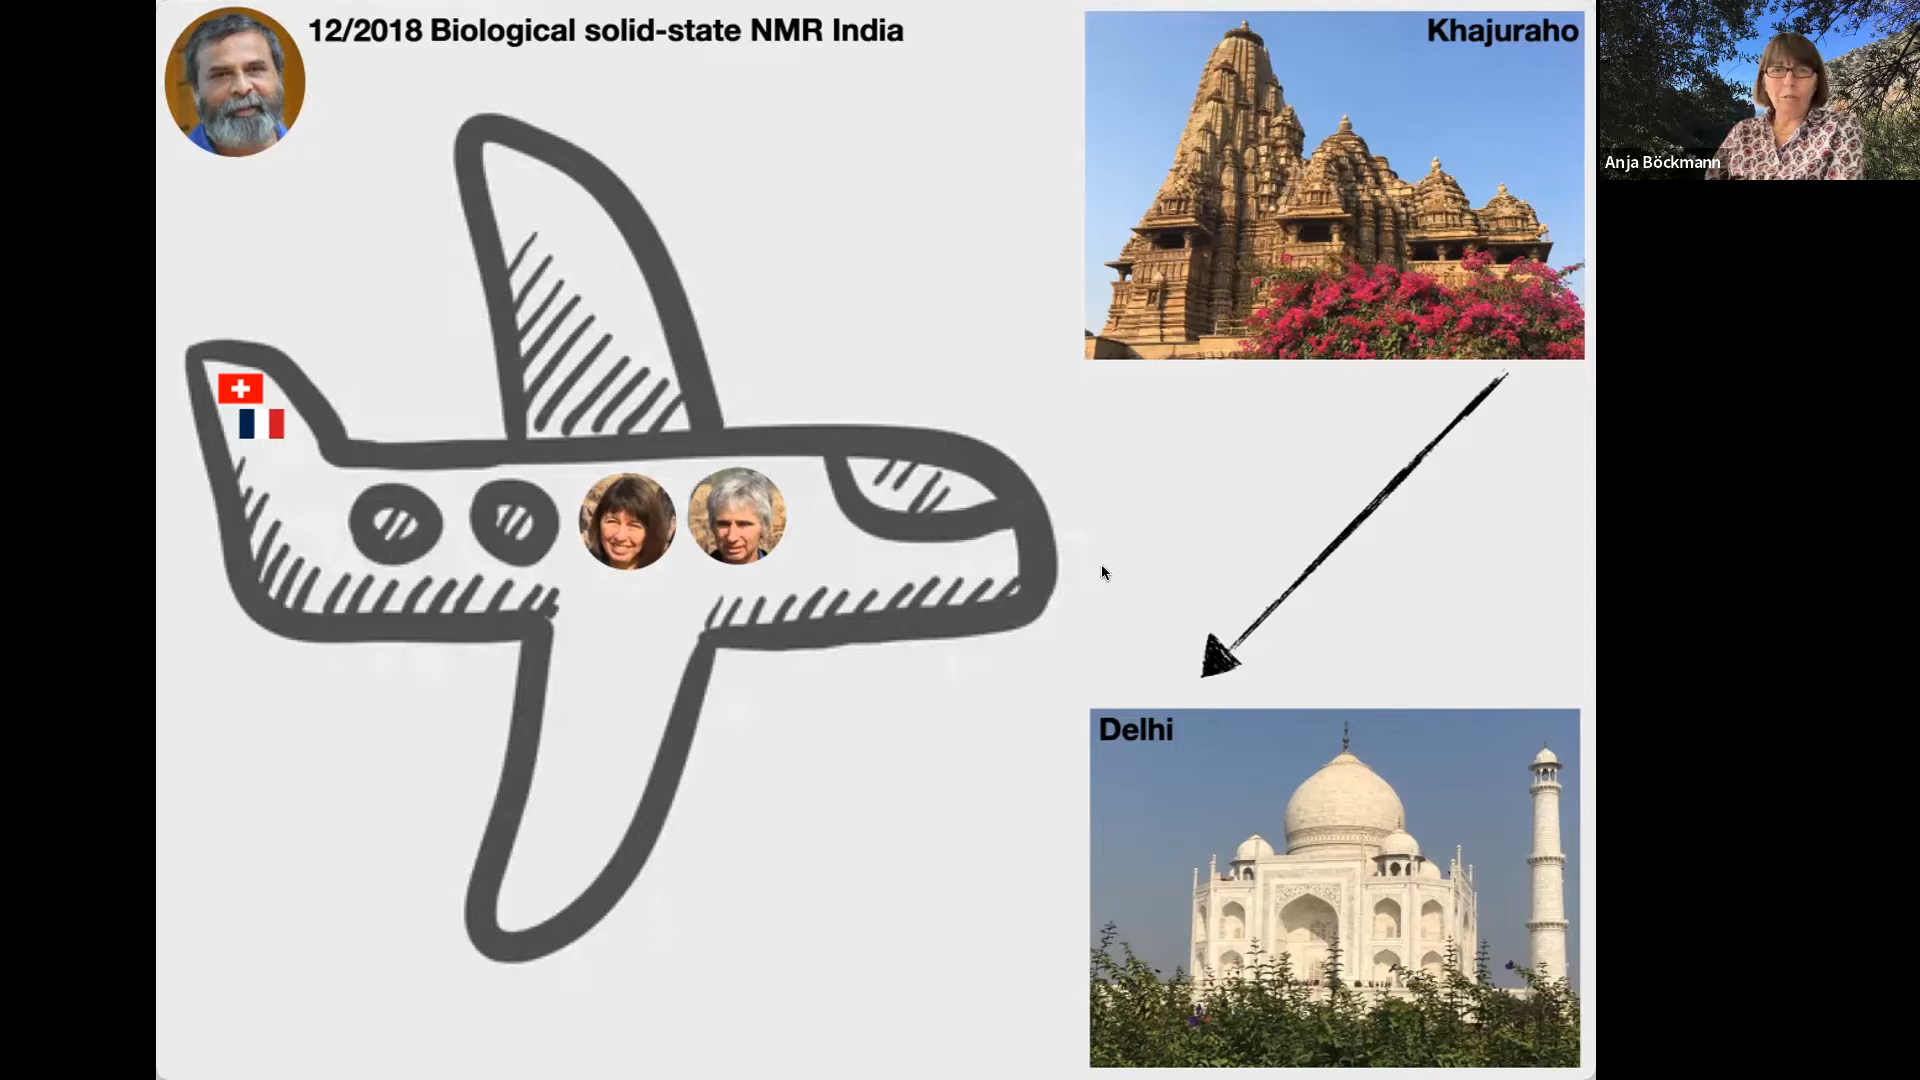 12/2018 Biological solid-state NMR India
Khajuraho
Anja Böckmann
Delhi